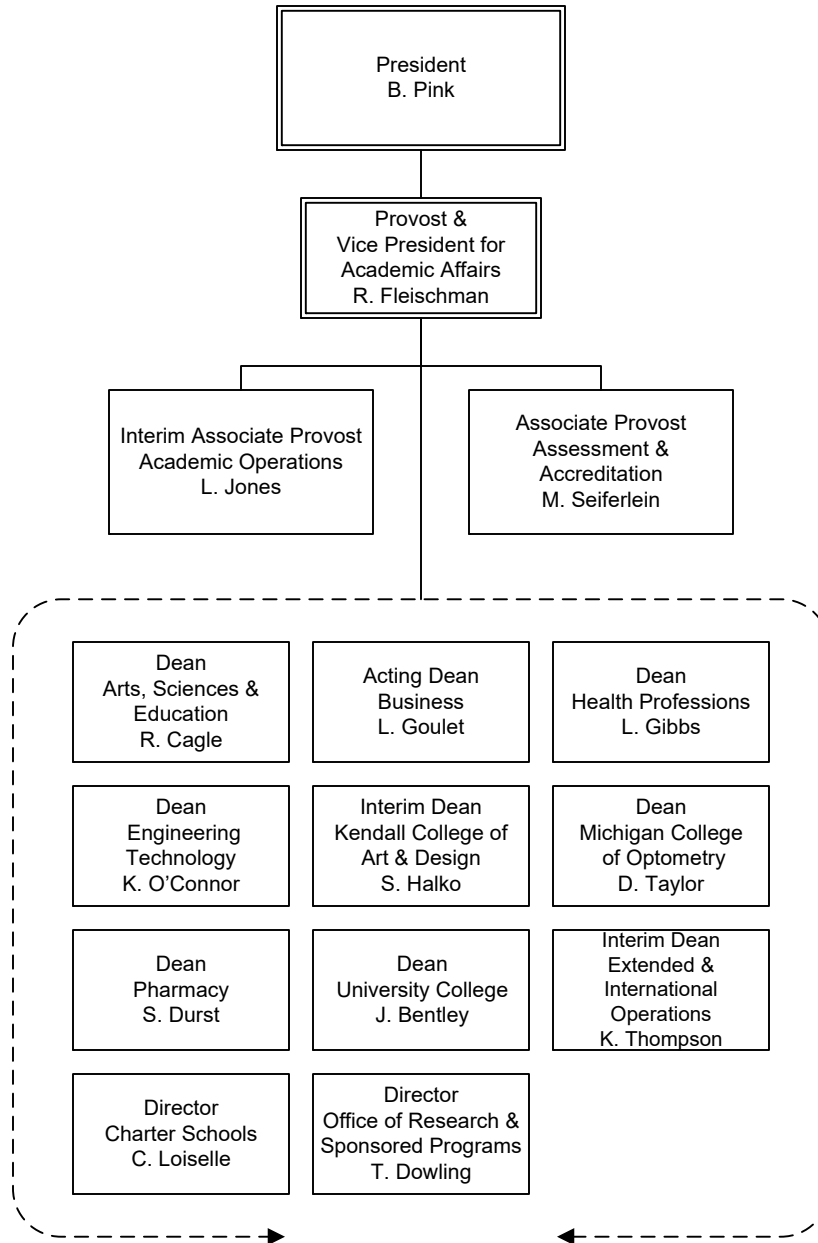 President
B. Pink
Provost &
Vice President for
Academic Affairs
R. Fleischman
Interim Associate Provost
Academic Operations
L. Jones
Associate Provost
Assessment &
Accreditation
M. Seiferlein
Dean
Arts, Sciences &
Education
R. Cagle
Acting Dean
Business
L. Goulet
Dean
Health Professions
L. Gibbs
Dean
Engineering
Technology
K. O’Connor
Interim Dean
Kendall College of
Art & Design
S. Halko
Dean
Michigan College
of Optometry
D. Taylor
Dean
Pharmacy
S. Durst
Dean
University College
J. Bentley
Interim Dean
Extended &
International
Operations
K. Thompson
Director
Charter Schools
C. Loiselle
Director
Office of Research &
Sponsored Programs
T. Dowling